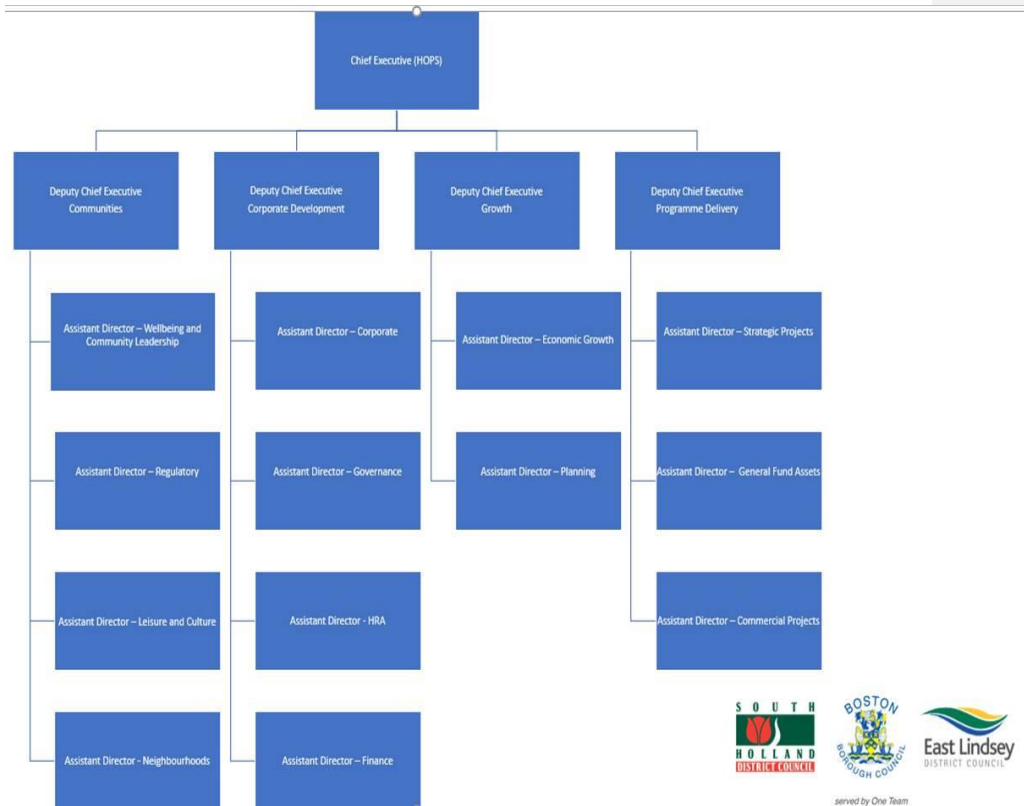 Chief Executive (HOPS)
Deputy Chief Executive
Communities
Deputy Chief Executive
Corporate Development
Deputy Chief Executive
Growth
Deputy Chief Executive
Programme Delivery
Assistant Director – Wellbeing and
Community Leadership
Assistant Director – Corporate
Assistant Director – Economic Growth
Assistant Director – Strategic Projects
Assistant Director – Regulatory
Assistant Director – Governance
Assistant Director – Planning
Assistant Director – General Fund Assets
Assistant Director – Leisure and Culture
Assistant Director - HRA
Assistant Director – Commercial Projects
Assistant Director - Neighbourhoods
Assistant Director – Finance
SOUTH
HOLLAND
DISTRICT COUNCIL
BOSTON
BOROUGH COUNCIL
East Lindsey
DISTRICT COUNCIL
served by One Team